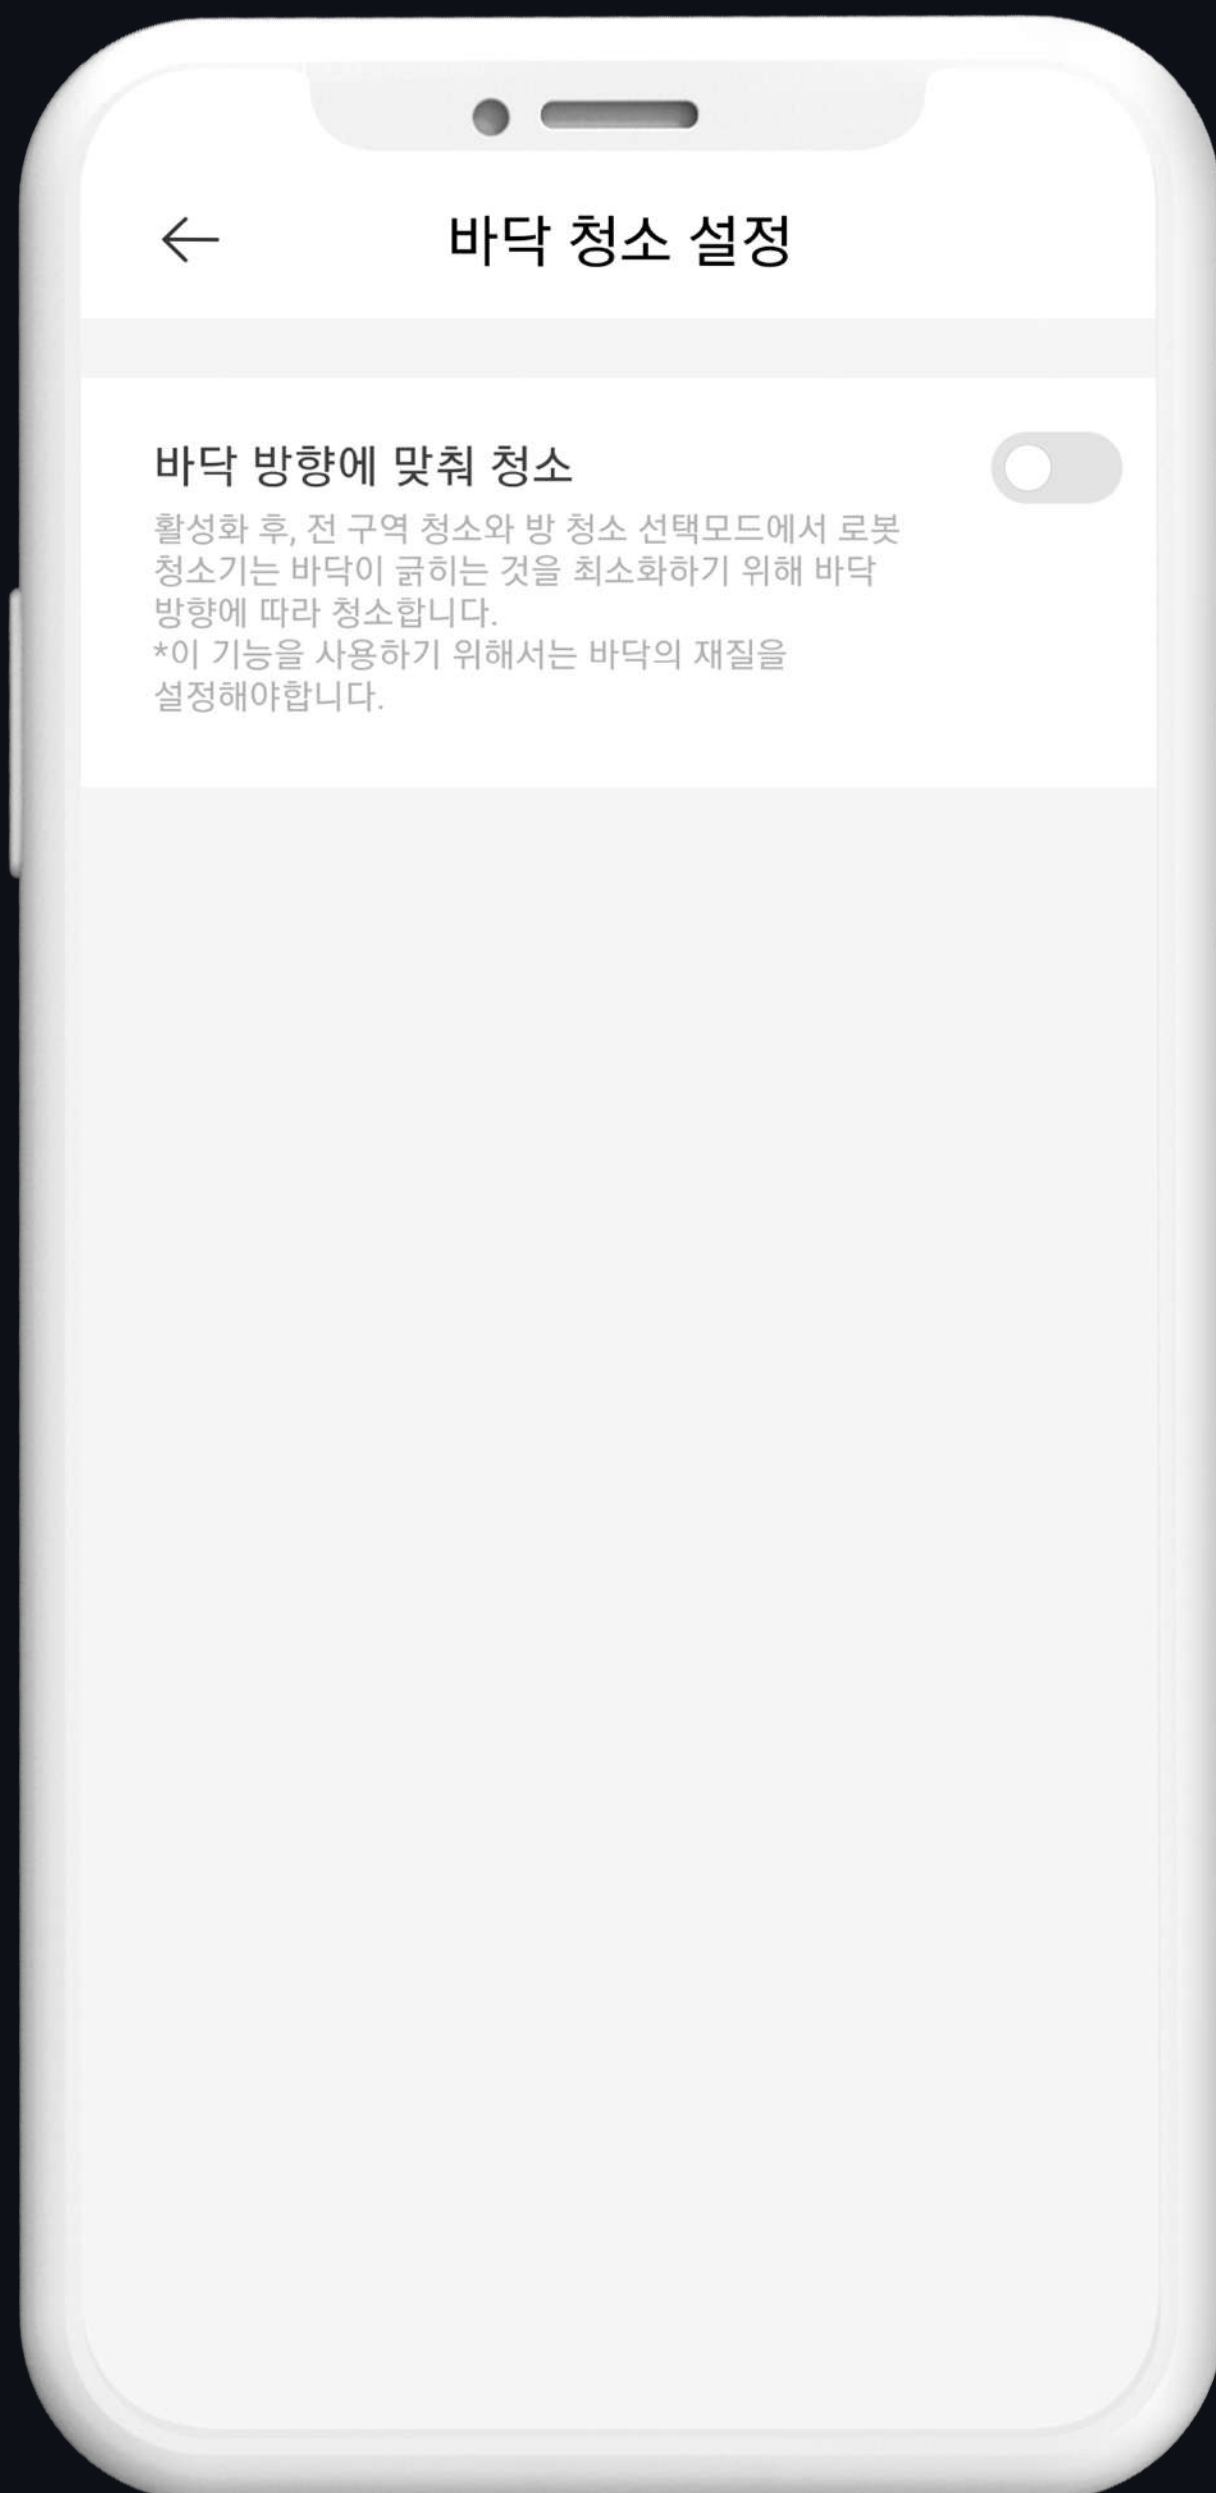 바닥 청소 설정
바닥 방향에 맞춰 청소
활성화 후, 전 구역 청소와 방 청소 선택모드에서 로봇
청소기는 바닥이 긁히는 것을 최소화하기 위해 바닥
방향에 따라 청소합니다.
*이 기능을 사용하기 위해서는 바닥의 재질을
설정해야합니다.